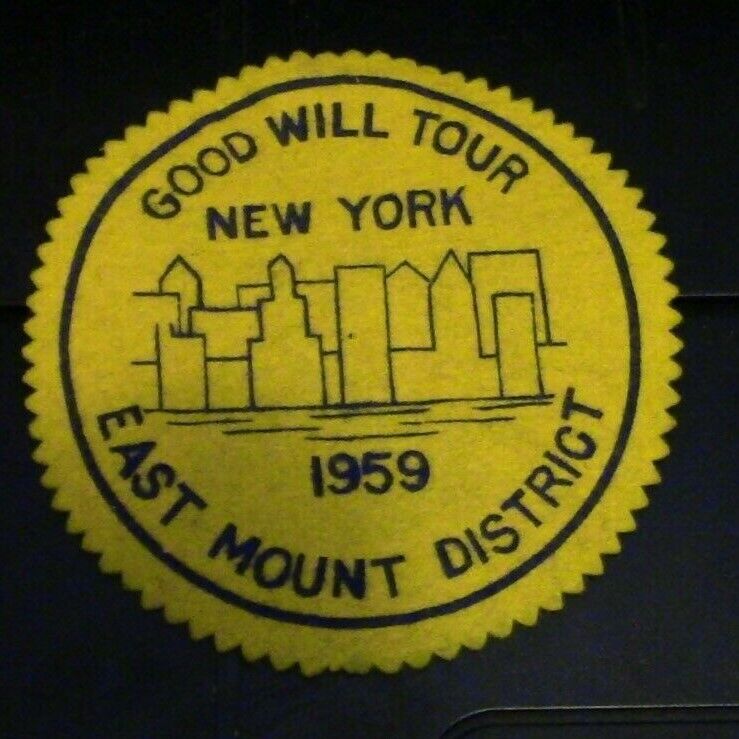 GOOD WILL TOUR
NEW YORK
1959
EAST MOUNT DISTRICT